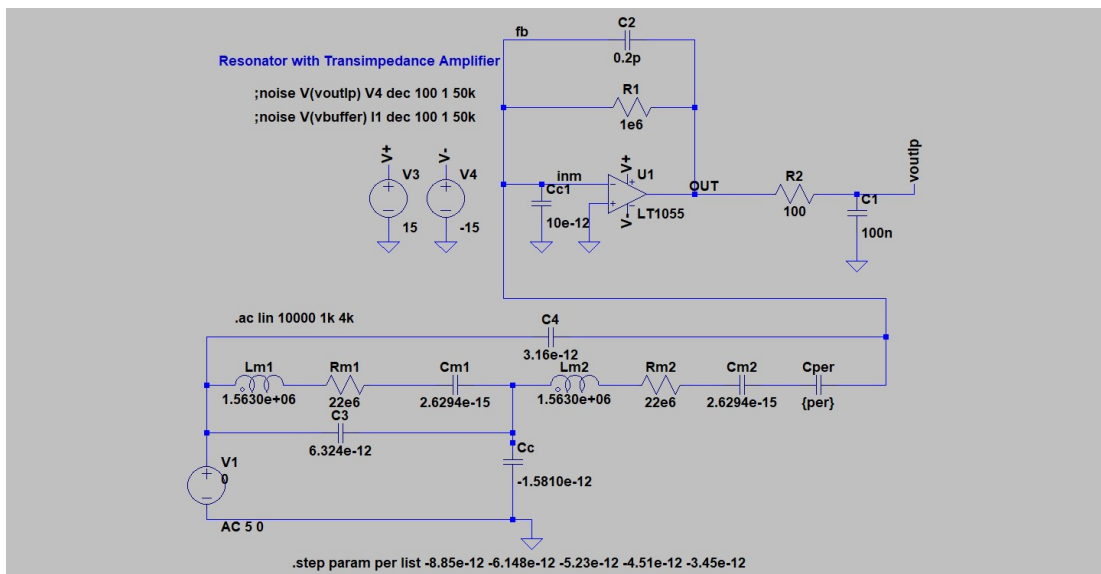 fb
C2
0.2p
Resonator with Transimpedance Amplifier
R1
1e6
;noise V(voutlp) V4 dec 100 1 50k
;noise V(vbuffer) I1 dec 100 1 50k
V+
V-
V3
V4
15
-15
inm
Cc1
10e-12
V+
U1
V-
LT1055
OUT
R2
100
C1
100n
voutlp
.ac lin 10000 1k 4k
C4
3.16e-12
Lm1
Rm1
Cm1
Lm2
Rm2
Cm2
Cper
1.5630e+06
22e6
2.6294e-15
1.5630e+06
22e6
2.6294e-15
{per}
C3
6.324e-12
Cc
-1.5810e-12
V1
0
AC 5 0
.step param per list -8.85e-12 -6.148e-12 -5.23e-12 -4.51e-12 -3.45e-12